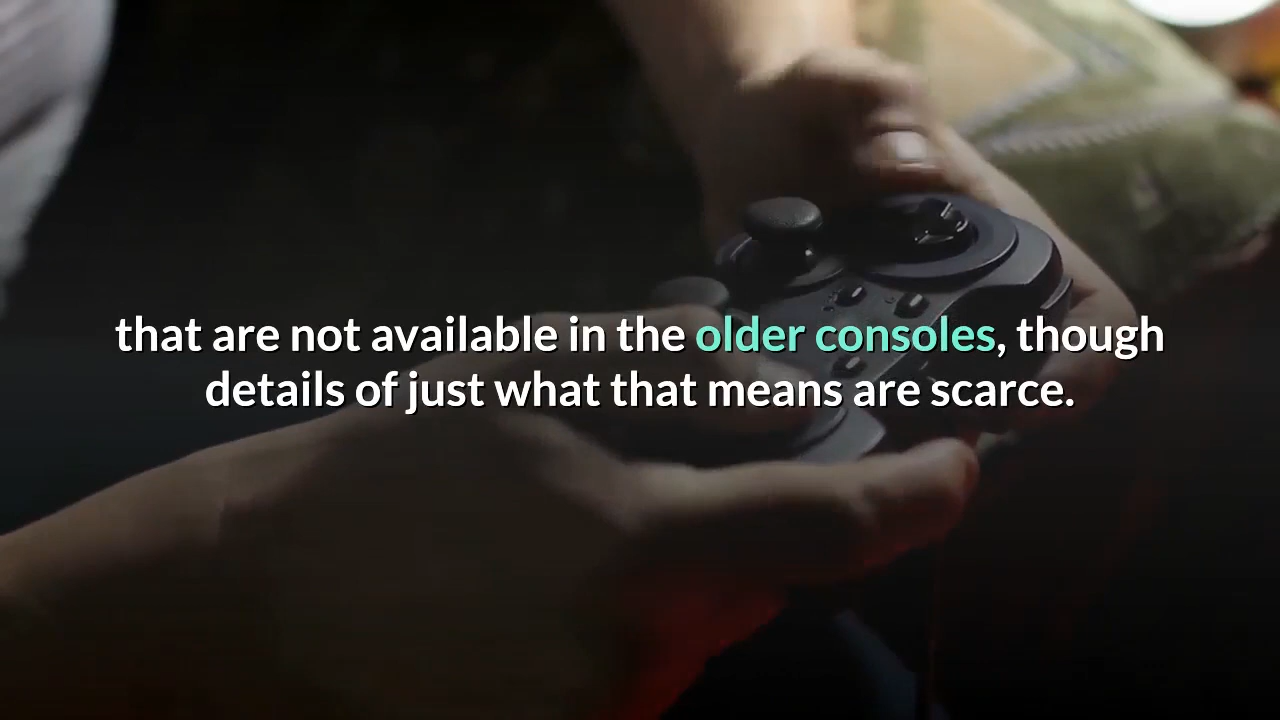 that are not available in the older consoles, though
details of just what that means are scarce.